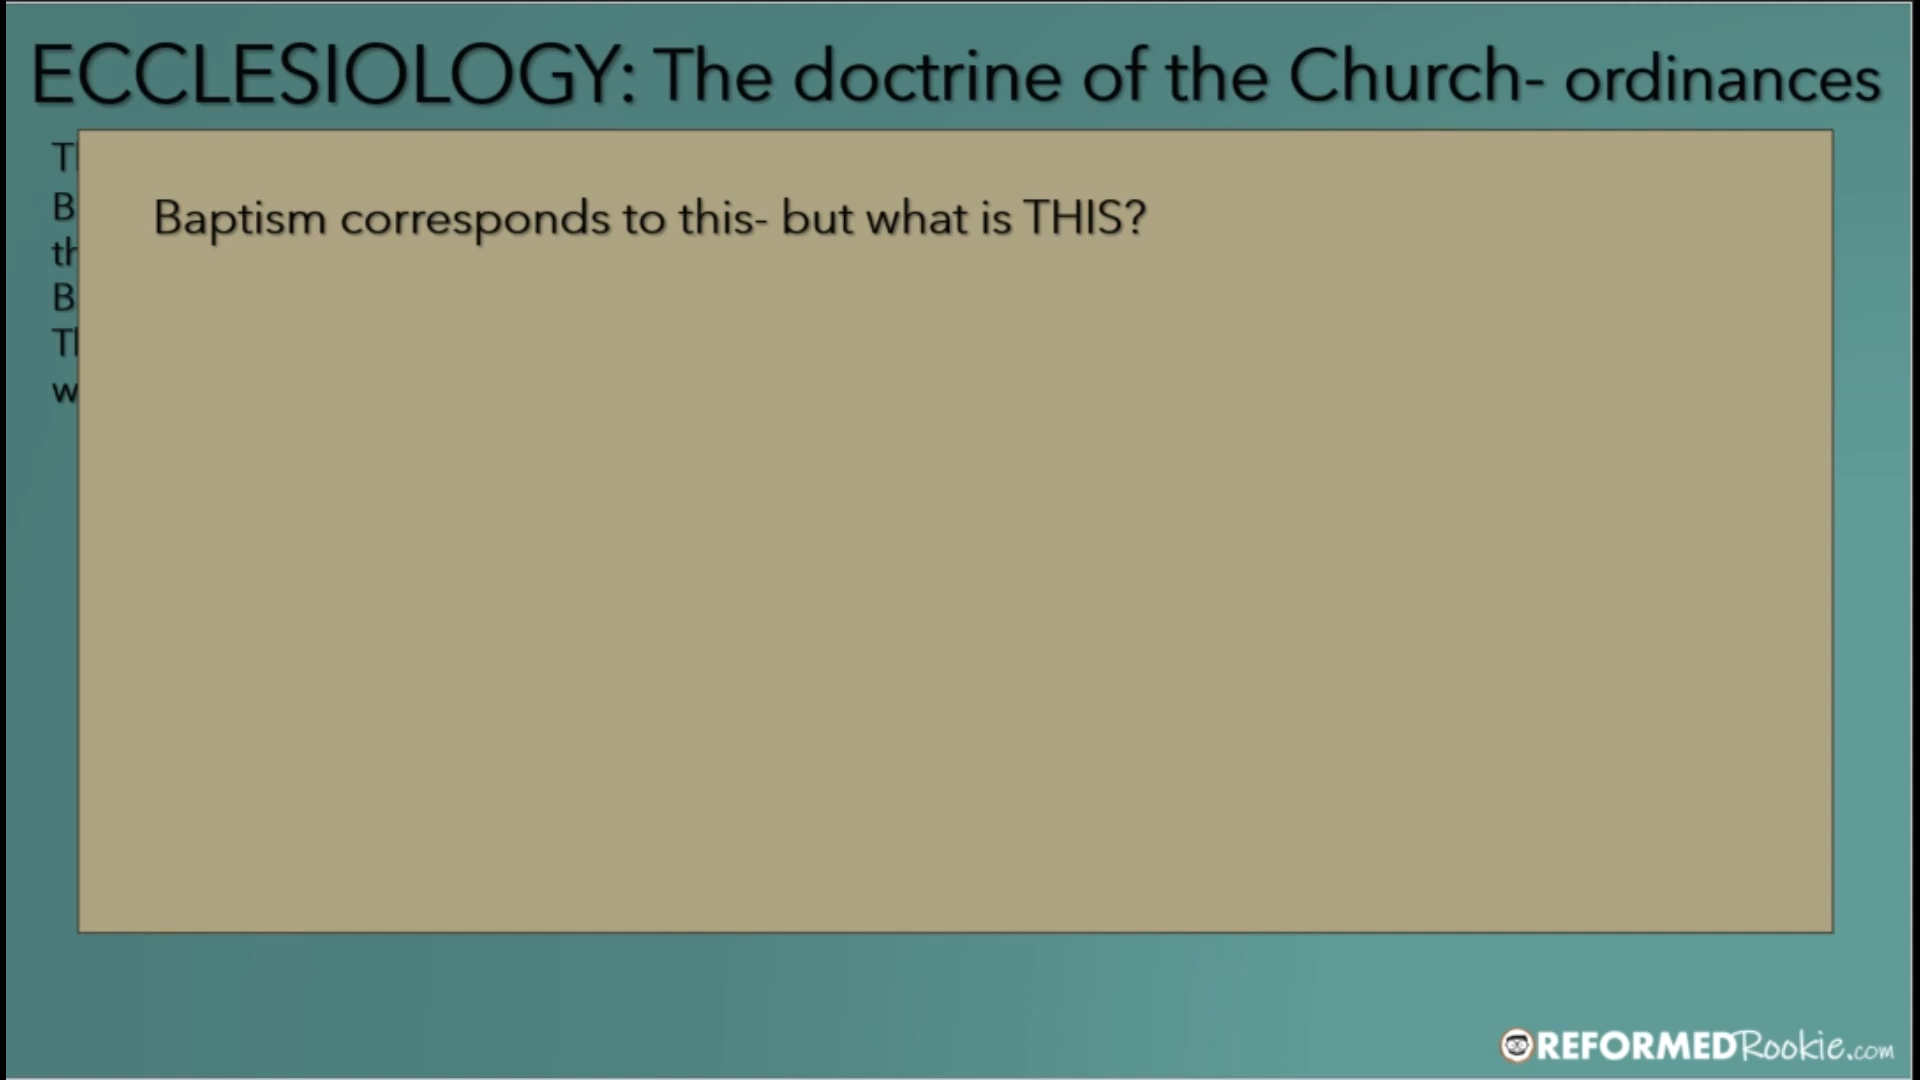 ECCLESIOLOGY: The doctrine of the Church- ordinances
Baptism corresponds to this- but what is THIS?
REFORMEDRookie.com